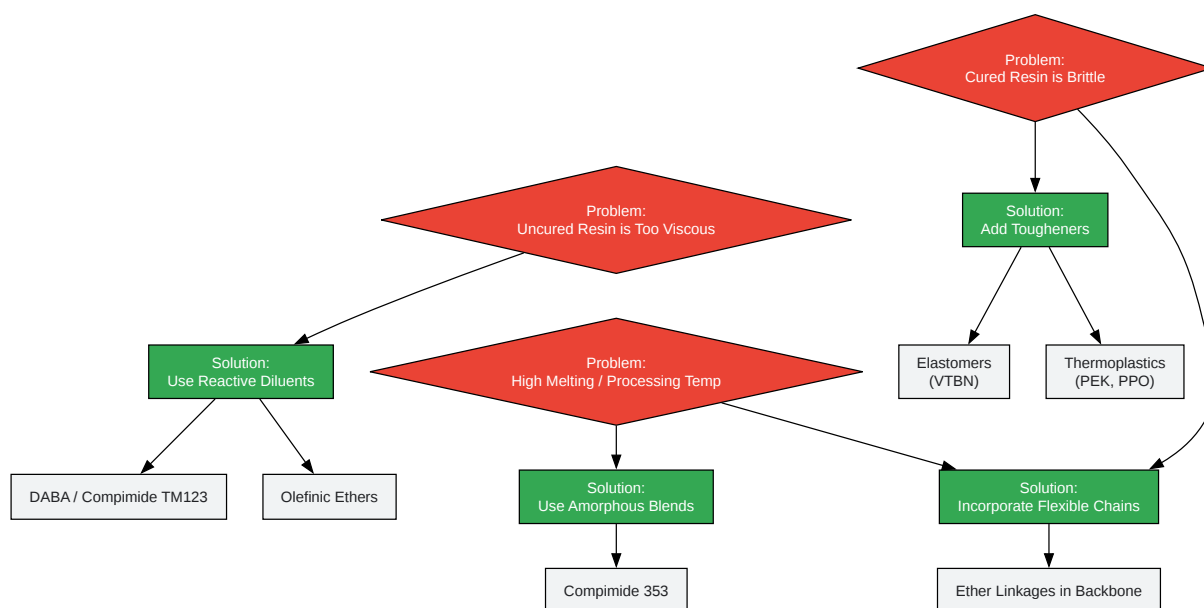 Problem:
Cured Resin is Brittle
Problem:
Uncured Resin is Too Viscous
Solution:
Add Tougheners
Solution:
Use Reactive Diluents
Problem:
High Melting / Processing Temp
Elastomers
(VTBN)
Thermoplastics
(PEK, PPO)
DABA / Compimide TM123
Olefinic Ethers
Solution:
Use Amorphous Blends
Solution:
Incorporate Flexible Chains
Compimide 353
Ether Linkages in Backbone